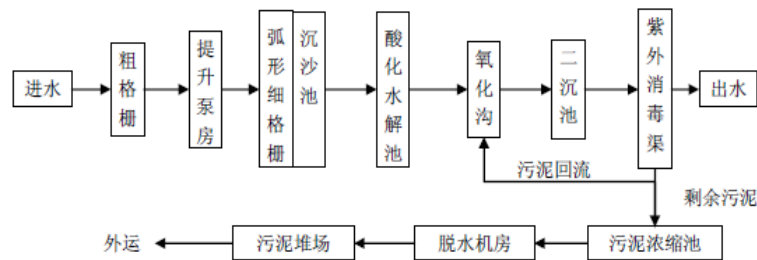 进水
粗格栅
提升泵房
弧形细格栅
沉沙池
酸化水解池
氧化沟
二沉池
紫外消毒渠
出水
污泥回流
剩余污泥
外运
污泥堆场
脱水机房
污泥浓缩池